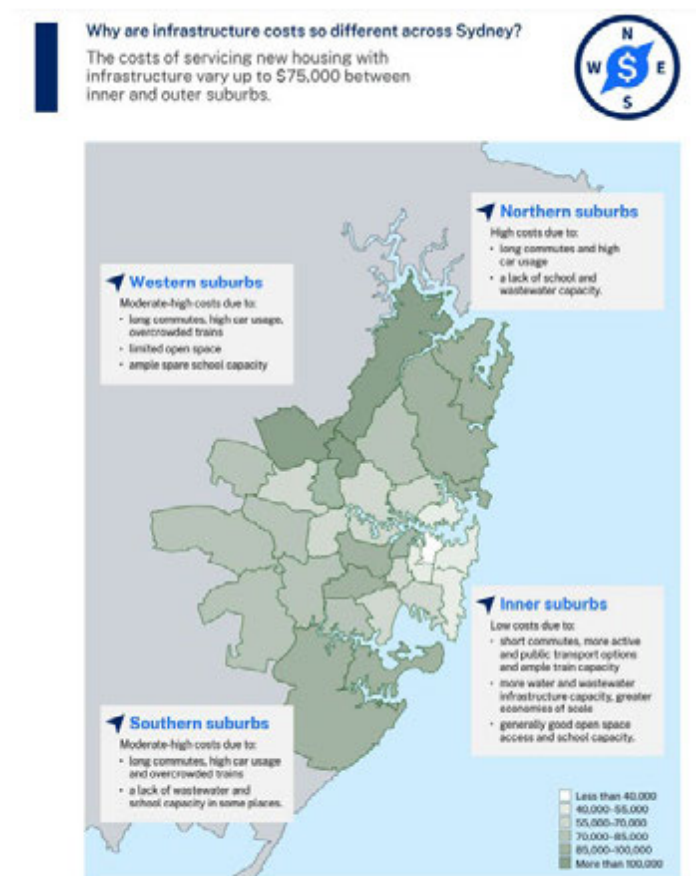 Why are infrastructure costs so different across Sydney?
The costs of servicing new housing with
infrastructure vary up to $75,000 between
inner and outer suburbs.
N
W $ E
S
Northern suburbs
High costs due to:
• long commutes and high
car usage
• a lack of school and
wastewater capacity.
Western suburbs
Moderate-high costs due to:
• long commutes, high car usage,
overcrowded trains
• limited open space
• ample spare school capacity
Inner suburbs
Low costs due to:
• short commutes, more active
and public transport options
and ample train capacity
• more water and wastewater
infrastructure capacity, greater
economies of scale
• generally good open space
access and school capacity.
Southern suburbs
Moderate-high costs due to:
• long commutes, high car usage
and overcrowded trains
• a lack of wastewater and
school capacity in some places.
Less than 40,000
40,000–55,000
55,000–70,000
70,000–85,000
85,000–100,000
More than 100,000